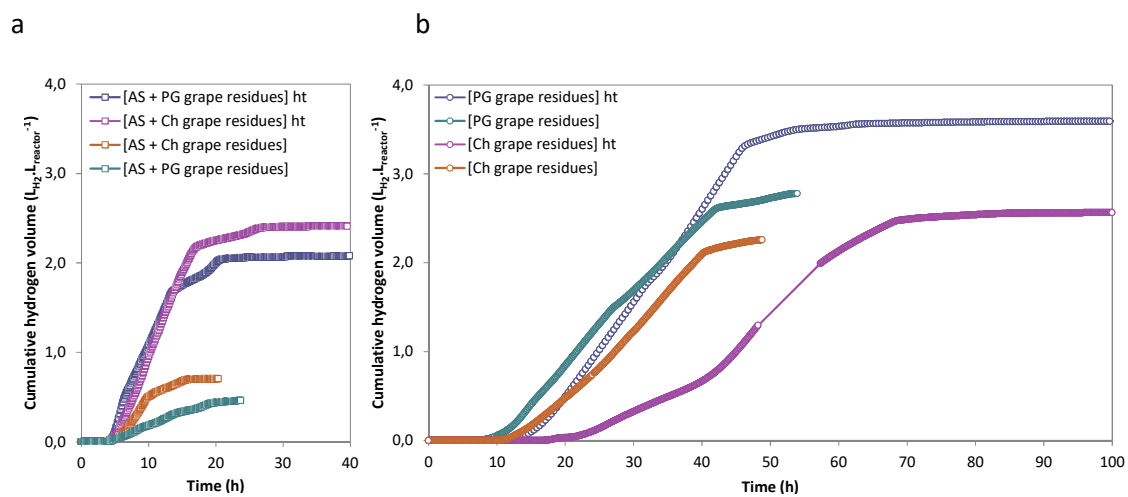 a
b
4,0
3,0
2,0
1,0
0,0
Cumulative hydrogen volume (L_H2.L_reactor^-1)
[AS + PG grape residues] ht
[AS + Ch grape residues] ht
[AS + Ch grape residues]
[AS + PG grape residues]
0 10 20 30 40
Time (h)
4,0
3,0
2,0
1,0
0,0
Cumulative hydrogen volume (L_H2.L_reactor^-1)
[PG grape residues] ht
[PG grape residues]
[Ch grape residues] ht
[Ch grape residues]
0 10 20 30 40 50 60 70 80 90 100
Time (h)